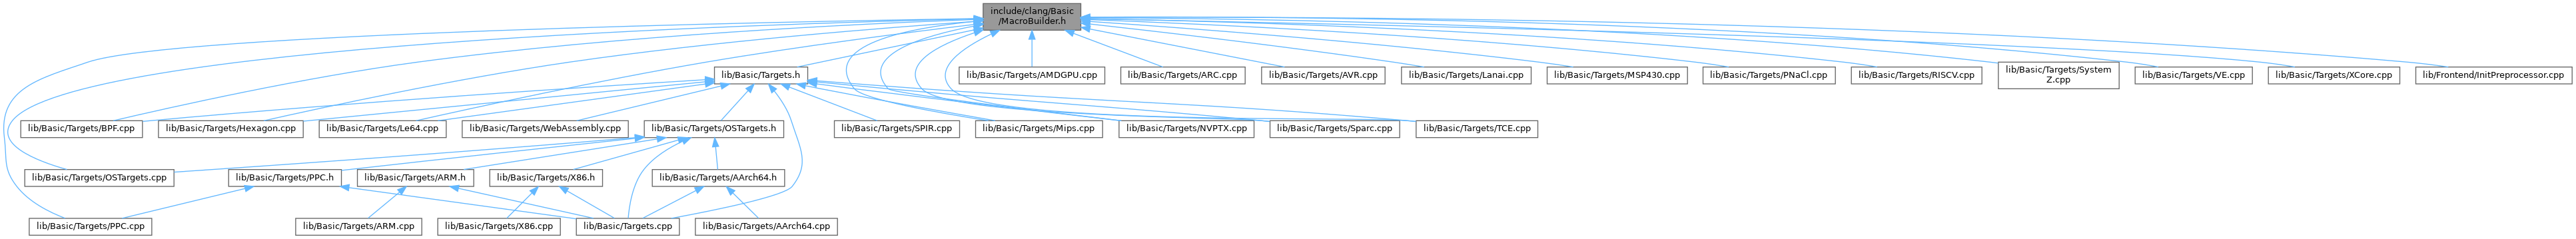 include/clang/Basic
/MacroBuilder.h
lib/Basic/Targets.h
lib/Basic/Targets/AMDGPU.cpp
lib/Basic/Targets/ARC.cpp
lib/Basic/Targets/AVR.cpp
lib/Basic/Targets/Lanai.cpp
lib/Basic/Targets/MSP430.cpp
lib/Basic/Targets/PNaCl.cpp
lib/Basic/Targets/RISCV.cpp
lib/Basic/Targets/System
Z.cpp
lib/Basic/Targets/VE.cpp
lib/Basic/Targets/XCore.cpp
lib/Frontend/InitPreprocessor.cpp
lib/Basic/Targets/BPF.cpp
lib/Basic/Targets/Hexagon.cpp
lib/Basic/Targets/Le64.cpp
lib/Basic/Targets/WebAssembly.cpp
lib/Basic/Targets/OSTargets.h
lib/Basic/Targets/SPIR.cpp
lib/Basic/Targets/Mips.cpp
lib/Basic/Targets/NVPTX.cpp
lib/Basic/Targets/Sparc.cpp
lib/Basic/Targets/TCE.cpp
lib/Basic/Targets/OSTargets.cpp
lib/Basic/Targets/PPC.h
lib/Basic/Targets/ARM.h
lib/Basic/Targets/X86.h
lib/Basic/Targets/AArch64.h
lib/Basic/Targets/PPC.cpp
lib/Basic/Targets/ARM.cpp
lib/Basic/Targets/X86.cpp
lib/Basic/Targets.cpp
lib/Basic/Targets/AArch64.cpp